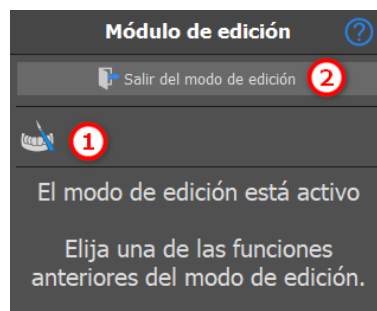 Módulo de edición ?
Salir del modo de edición 2
1
El modo de edición está activo
Elija una de las funciones
anteriores del modo de edición.